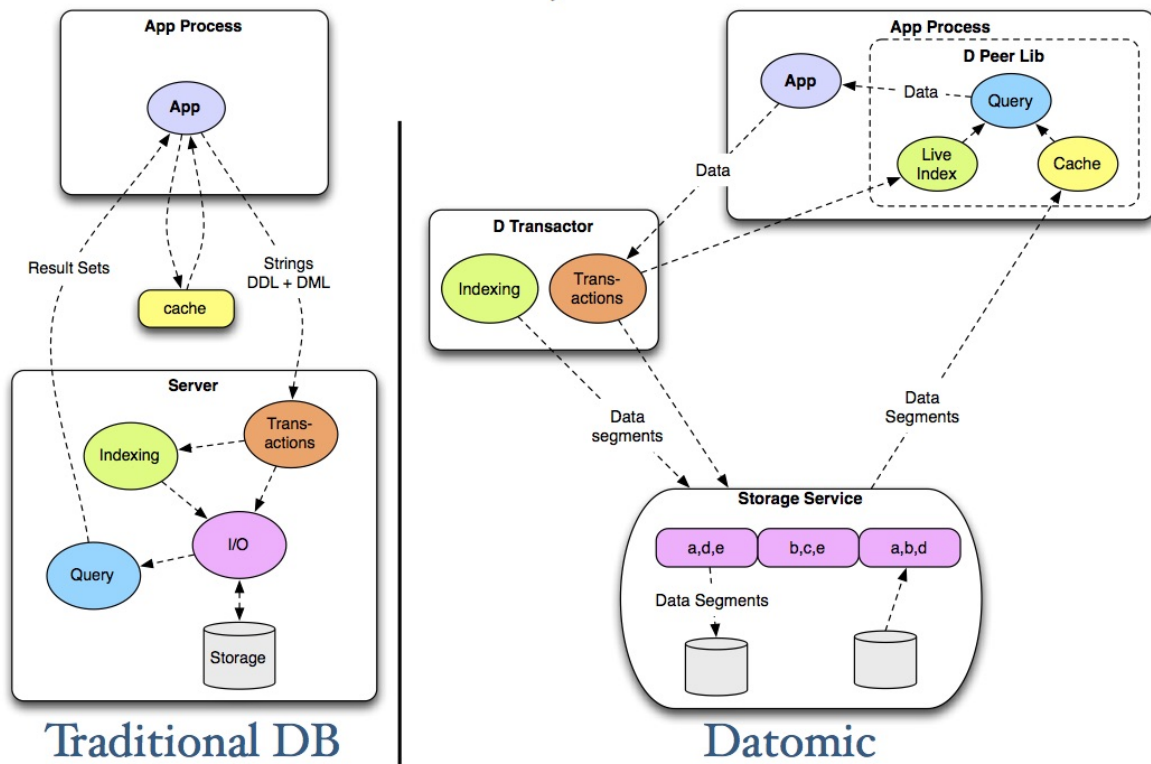 App Process
App
Result Sets
Strings
DDL + DML
cache
Server
Trans-
actions
Indexing
I/O
Query
Storage
Traditional DB
App Process
D Peer Lib
App
Data
Query
Live
Index
Cache
Data
D Transactor
Indexing
Trans-
actions
Data
segments
Data
Segments
Storage Service
a,d,e
b,c,e
a,b,d
Data Segments
Datomic